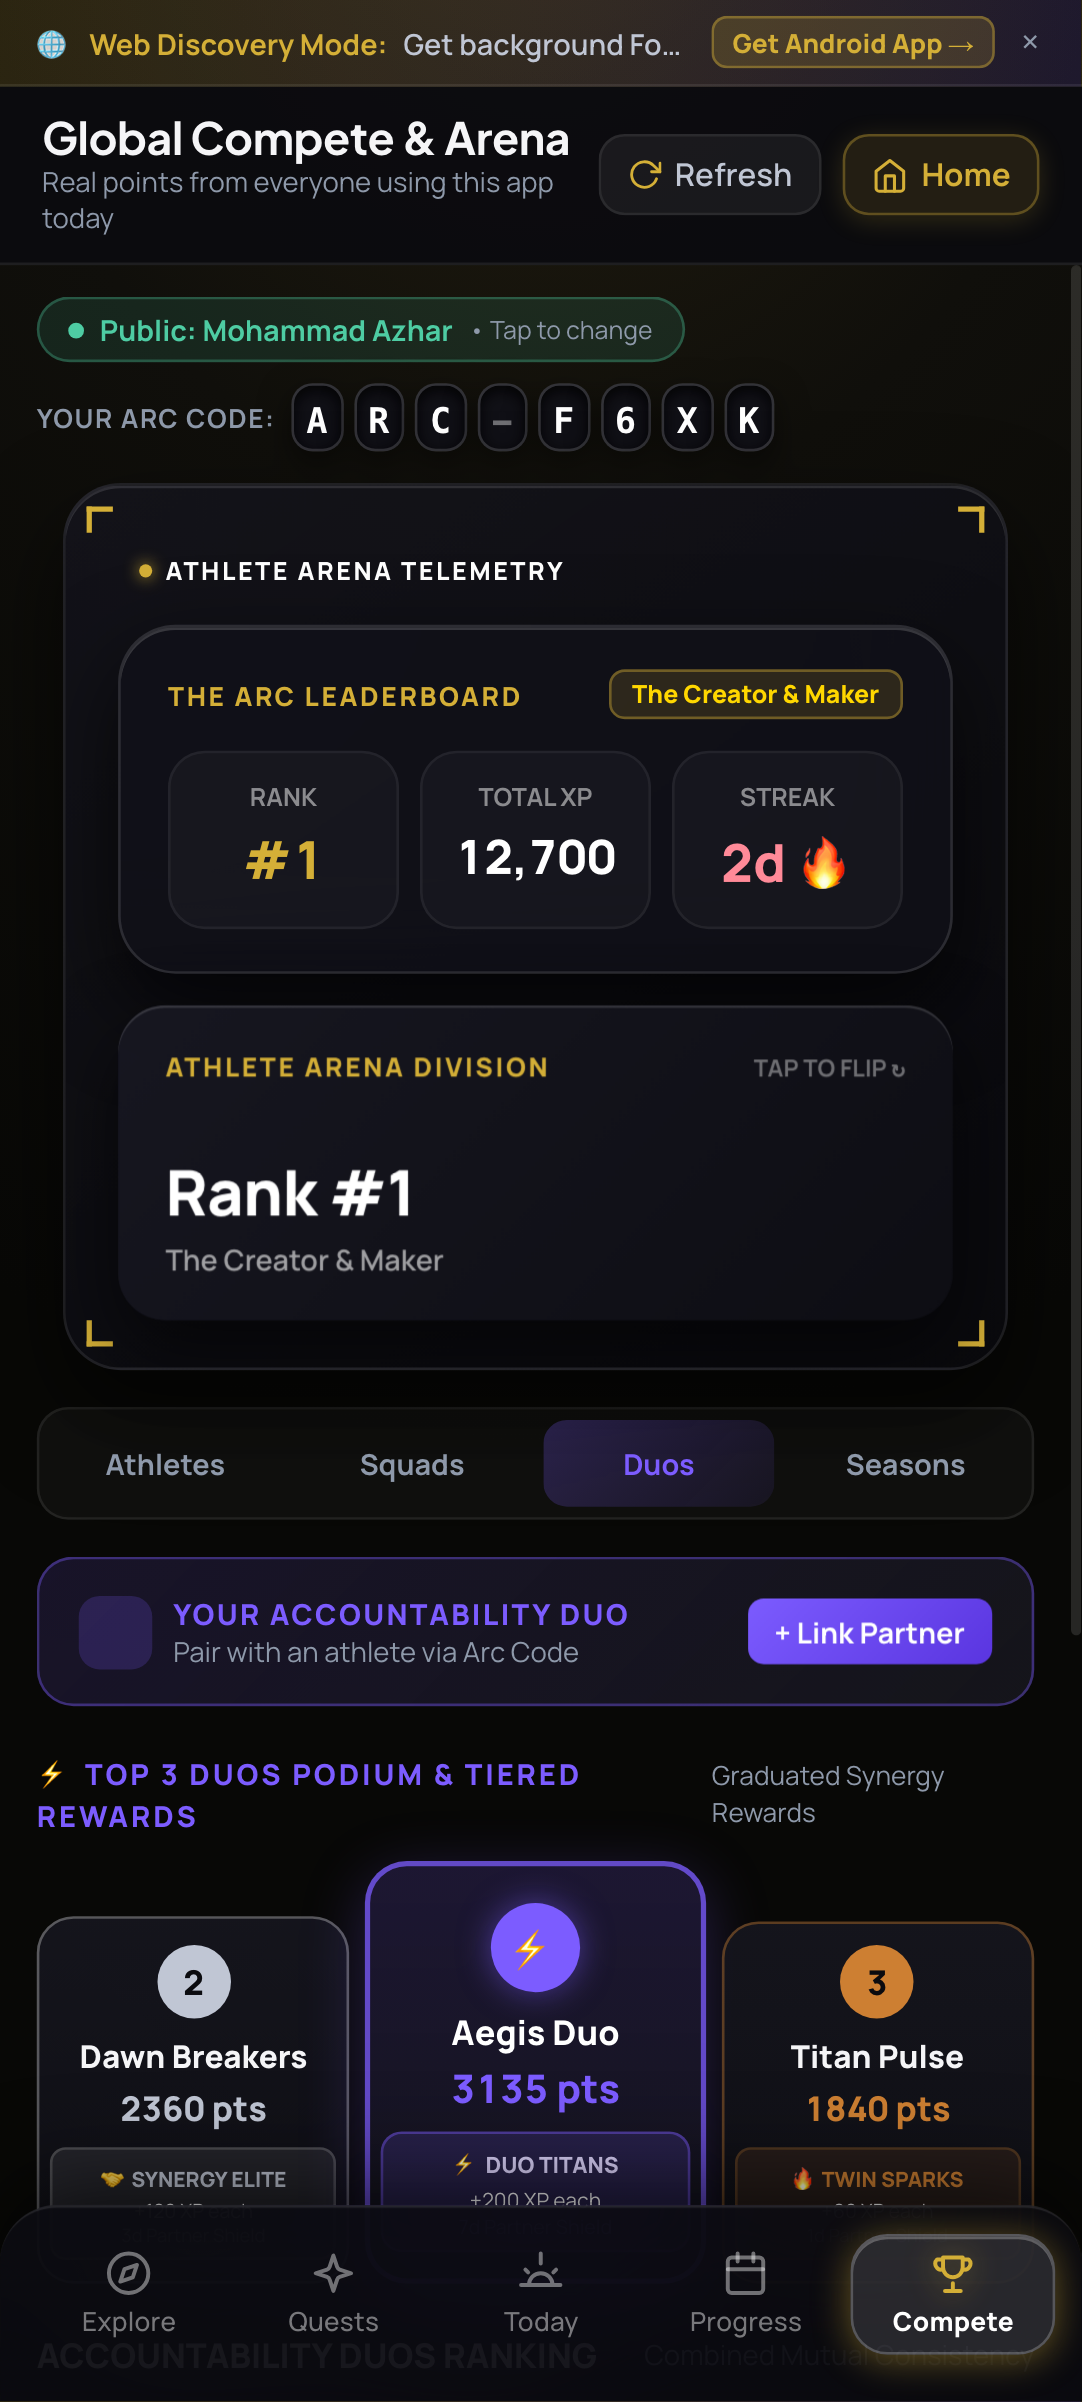 Web Discovery Mode: Get background Fo... Get Android App → ×
Global Compete & Arena
Real points from everyone using this app
today
Refresh
Home
Public: Mohammad Azhar • Tap to change
YOUR ARC CODE: A R C – F 6 X K
ATHLETE ARENA TELEMETRY
THE ARC LEADERBOARD
The Creator & Maker
RANK TOTAL XP STREAK
#1 12,700 2d 🔥
ATHLETE ARENA DIVISION
TAP TO FLIP ↻
Rank #1
The Creator & Maker
Athletes Squads Duos Seasons
YOUR ACCOUNTABILITY DUO
Pair with an athlete via Arc Code
+ Link Partner
⚡ TOP 3 DUOS PODIUM & TIERED
REWARDS
Graduated Synergy
Rewards
2
Dawn Breakers
2360 pts
🤝 SYNERGY ELITE
⚡
Aegis Duo
3135 pts
⚡ DUO TITANS
+200 XP each
3
Titan Pulse
1840 pts
🔥 TWIN SPARKS
Explore Quests Today Progress Compete
ACCOUNTABILITY DUOS RANKING
Combined Mutual Consistency